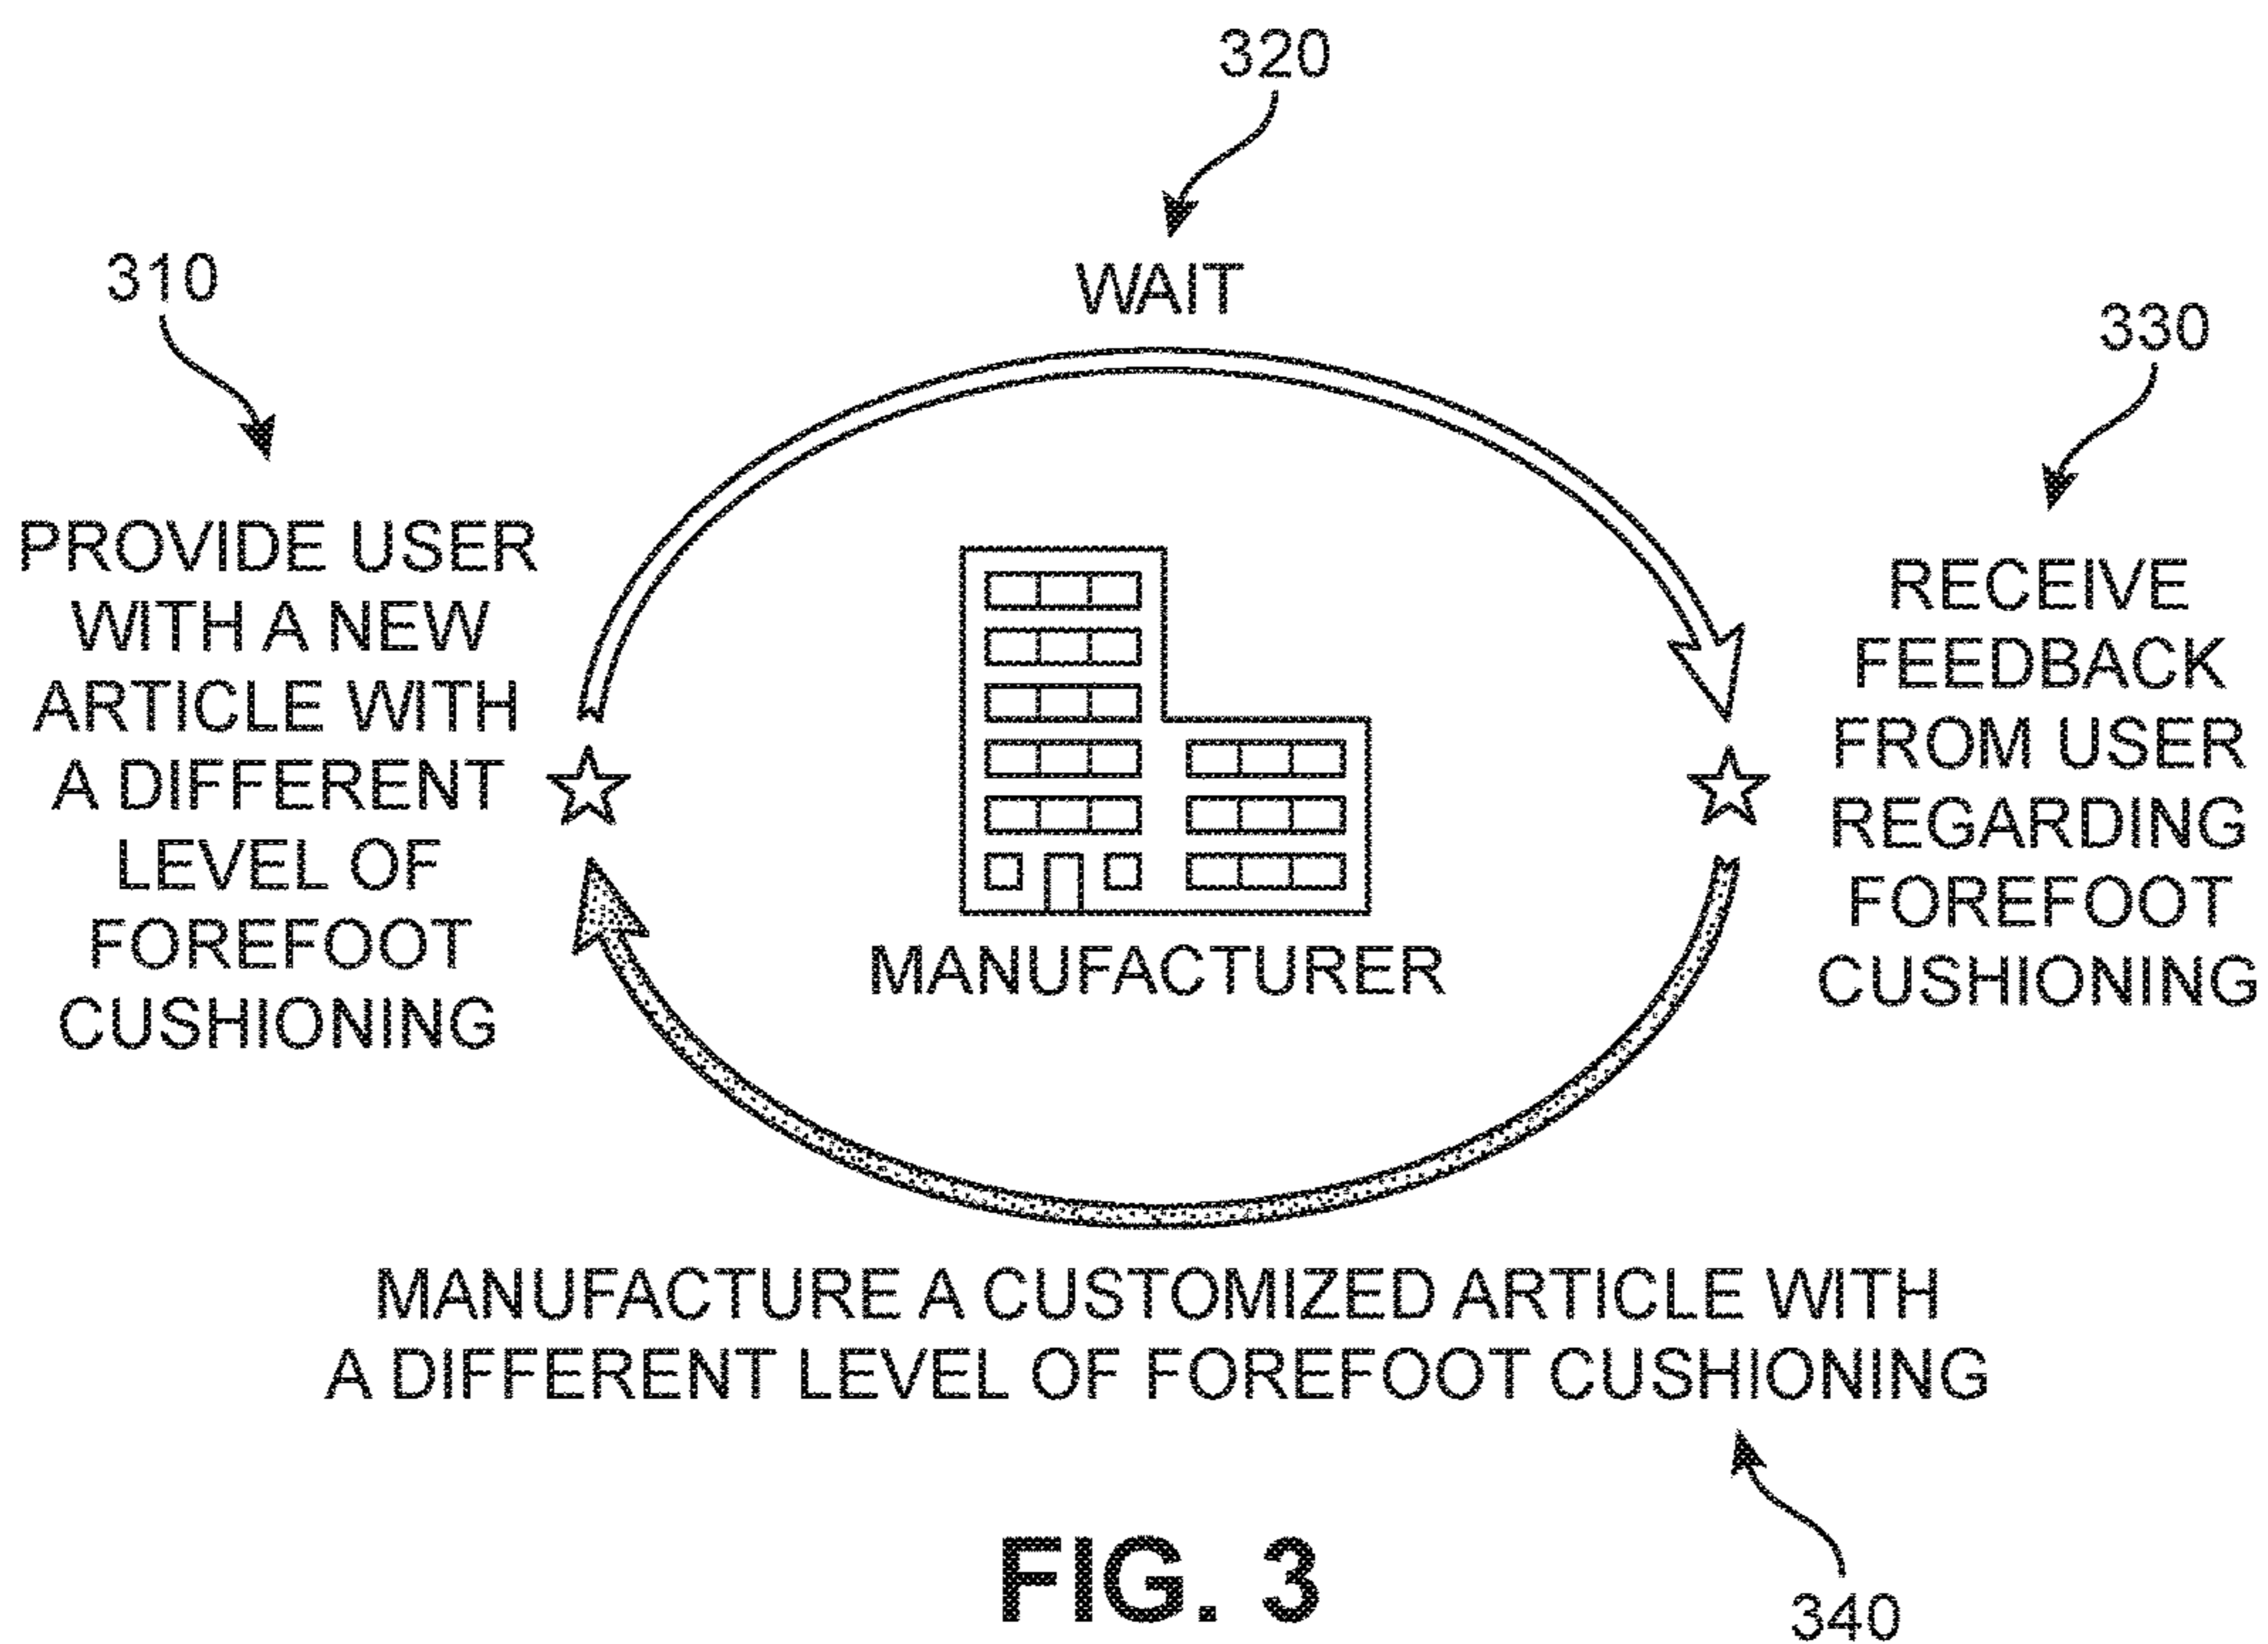 320
WAIT
310
330
PROVIDE USER
WITH A NEW
ARTICLE WITH
A DIFFERENT
LEVEL OF
FOREFOOT
CUSHIONING
RECEIVE
FEEDBACK
FROM USER
REGARDING
FOREFOOT
CUSHIONING
MANUFACTURER
MANUFACTURE A CUSTOMIZED ARTICLE WITH
A DIFFERENT LEVEL OF FOREFOOT CUSHIONING
FIG. 3
340